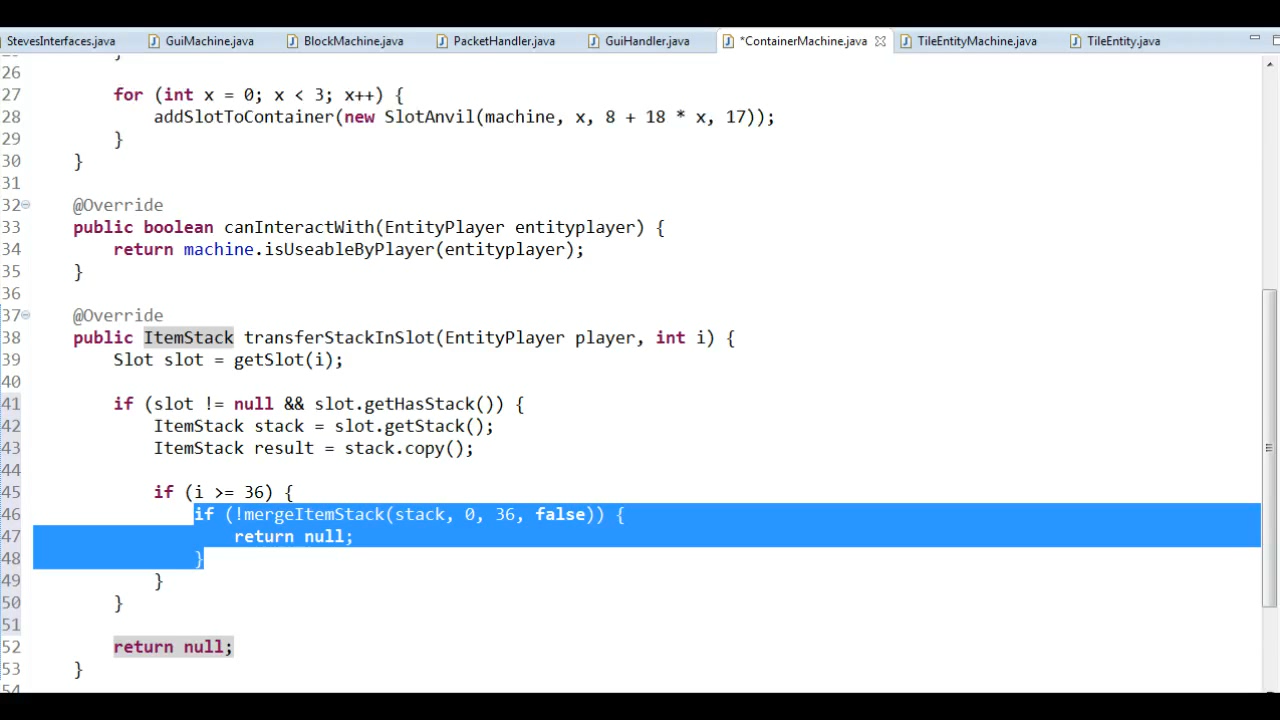 StevesInterfaces.java GuiMachine.java BlockMachine.java PacketHandler.java GuiHandler.java *ContainerMachine.java TileEntityMachine.java TileEntity.java
26
27 for (int x = 0; x < 3; x++) {
28 addSlotToContainer(new SlotAnvil(machine, x, 8 + 18 * x, 17));
29 }
30 }
31
32 @Override
33 public boolean canInteractWith(EntityPlayer entityplayer) {
34 return machine.isUseableByPlayer(entityplayer);
35 }
36
37 @Override
38 public ItemStack transferStackInSlot(EntityPlayer player, int i) {
39 Slot slot = getSlot(i);
40
41 if (slot != null && slot.getHasStack()) {
42 ItemStack stack = slot.getStack();
43 ItemStack result = stack.copy();
44
45 if (i >= 36) {
46 if (!mergeItemStack(stack, 0, 36, false)) {
47 return null;
48 }
49 }
50 }
51
52 return null;
53 }
54